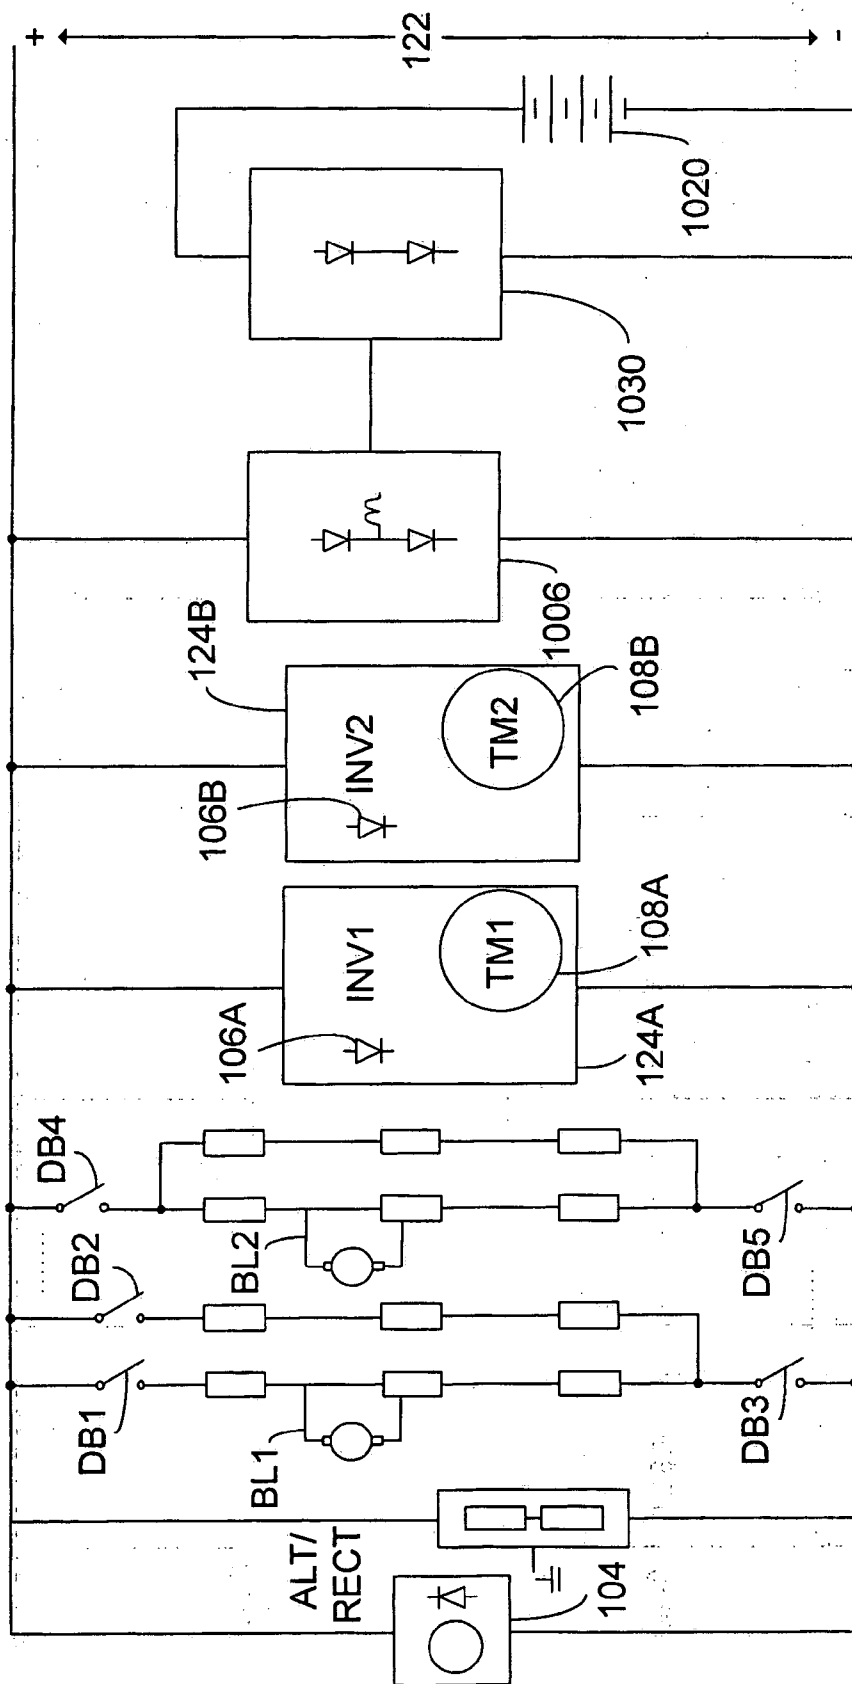 +
122
-
1020
1030
1006
124B
INV2
TM2
106B
108B
INV1
TM1
106A
108A
124A
DB4
DB2
BL2
DB5
DB1
BL1
DB3
ALT/
RECT
104